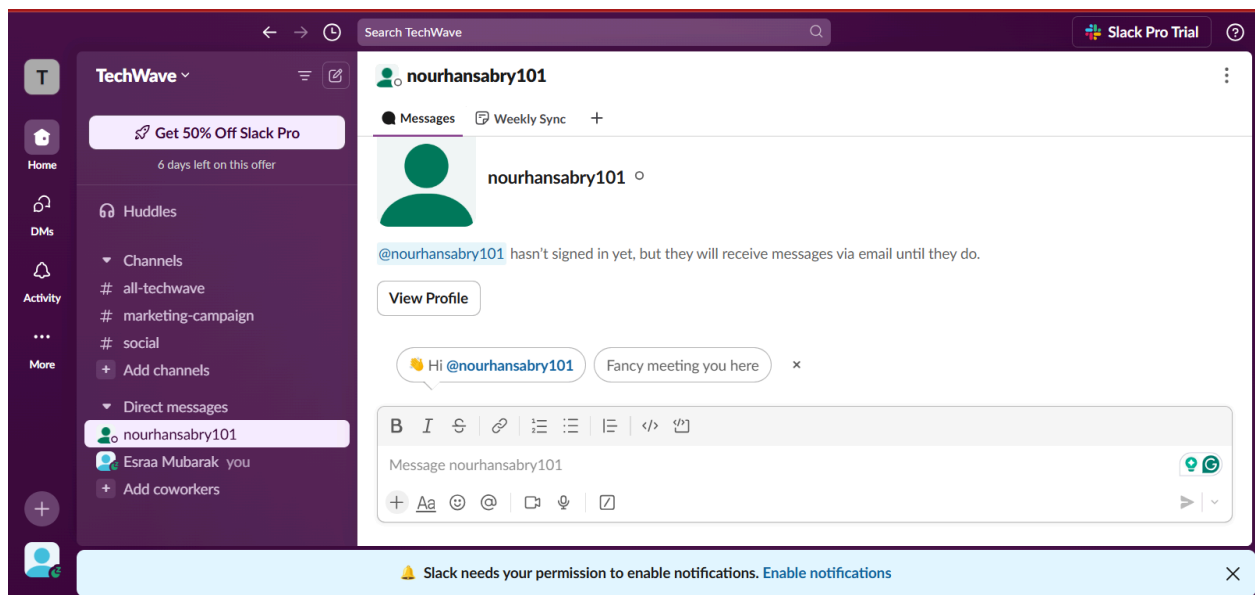 Search TechWave
Slack Pro Trial
T
TechWave
nourhansabry101
Messages
Weekly Sync
Get 50% Off Slack Pro
6 days left on this offer
Home
DMs
Activity
More
Huddles
Channels
# all-techwave
# marketing-campaign
# social
+ Add channels
Direct messages
nourhansabry101
Esraa Mubarak you
+ Add coworkers
nourhansabry101
@nourhansabry101 hasn’t signed in yet, but they will receive messages via email until they do.
View Profile
👋 Hi @nourhansabry101
Fancy meeting you here
Message nourhansabry101
Aa
🔔 Slack needs your permission to enable notifications. Enable notifications